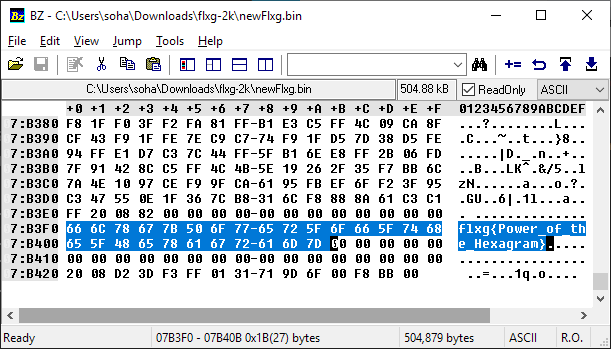 BZ - C:\Users\soha\Downloads\flxg-2k\newFlxg.bin
File Edit View Jump Tools Help
C:\Users\soha\Downloads\flxg-2k\newFlxg.bin 504.88 kB ReadOnly ASCII
+0 +1 +2 +3 +4 +5 +6 +7 +8 +9 +A +B +C +D +E +F 0123456789ABCDEF
7:B380 F8 1F F0 3F F2 FA 81 FF-B1 E3 C5 FF 4C 09 CA 8F ...?.......L...
7:B390 CF 43 F9 1F FE 7E C9 C7-74 F9 1F D5 7D 38 D5 FE .C...~..t...}8..
7:B3A0 94 FF E1 D7 C3 7C 44 FF-5F B1 6E E8 FF 2B 06 FD .....|D._.n..+..
7:B3B0 7F 91 42 8C C5 FF 4C 4B-5E 19 26 2F 35 F7 BB 6C ..B...LK^.&/5..l
7:B3C0 7A 4E 10 97 CE F9 9F CA-61 95 FB EF 6F F2 3F 95 zN......a...o.?.
7:B3D0 C3 47 55 0E 1F 36 7C B8-31 6C F8 888 8A 61 C3 C1 .GU..6|.1l...a..
7:B3E0 FF 20 08 82 00 00 00 00-00 00 00 00 00 00 00 00 . ..............
7:B3F0 66 6C 78 67 7B 50 6F 77-65 72 5F 6F 66 5F 74 68 flxg{Power_of_th
7:B400 65 5F 48 65 78 61 67 72-61 6D 7D 00 00 00 00 00 e_Hexagram}.....
7:B410 00 00 00 00 00 00 00 00-00 00 00 00 00 00 00 00 ................
7:B420 20 08 D2 3D F3 FF 01 31-71 9D 6F 00 F8 BB 00 ..=...1q.o....
Ready 07B3F0 - 07B40B 0x1B(27) bytes 504,879 bytes ASCII R.O.